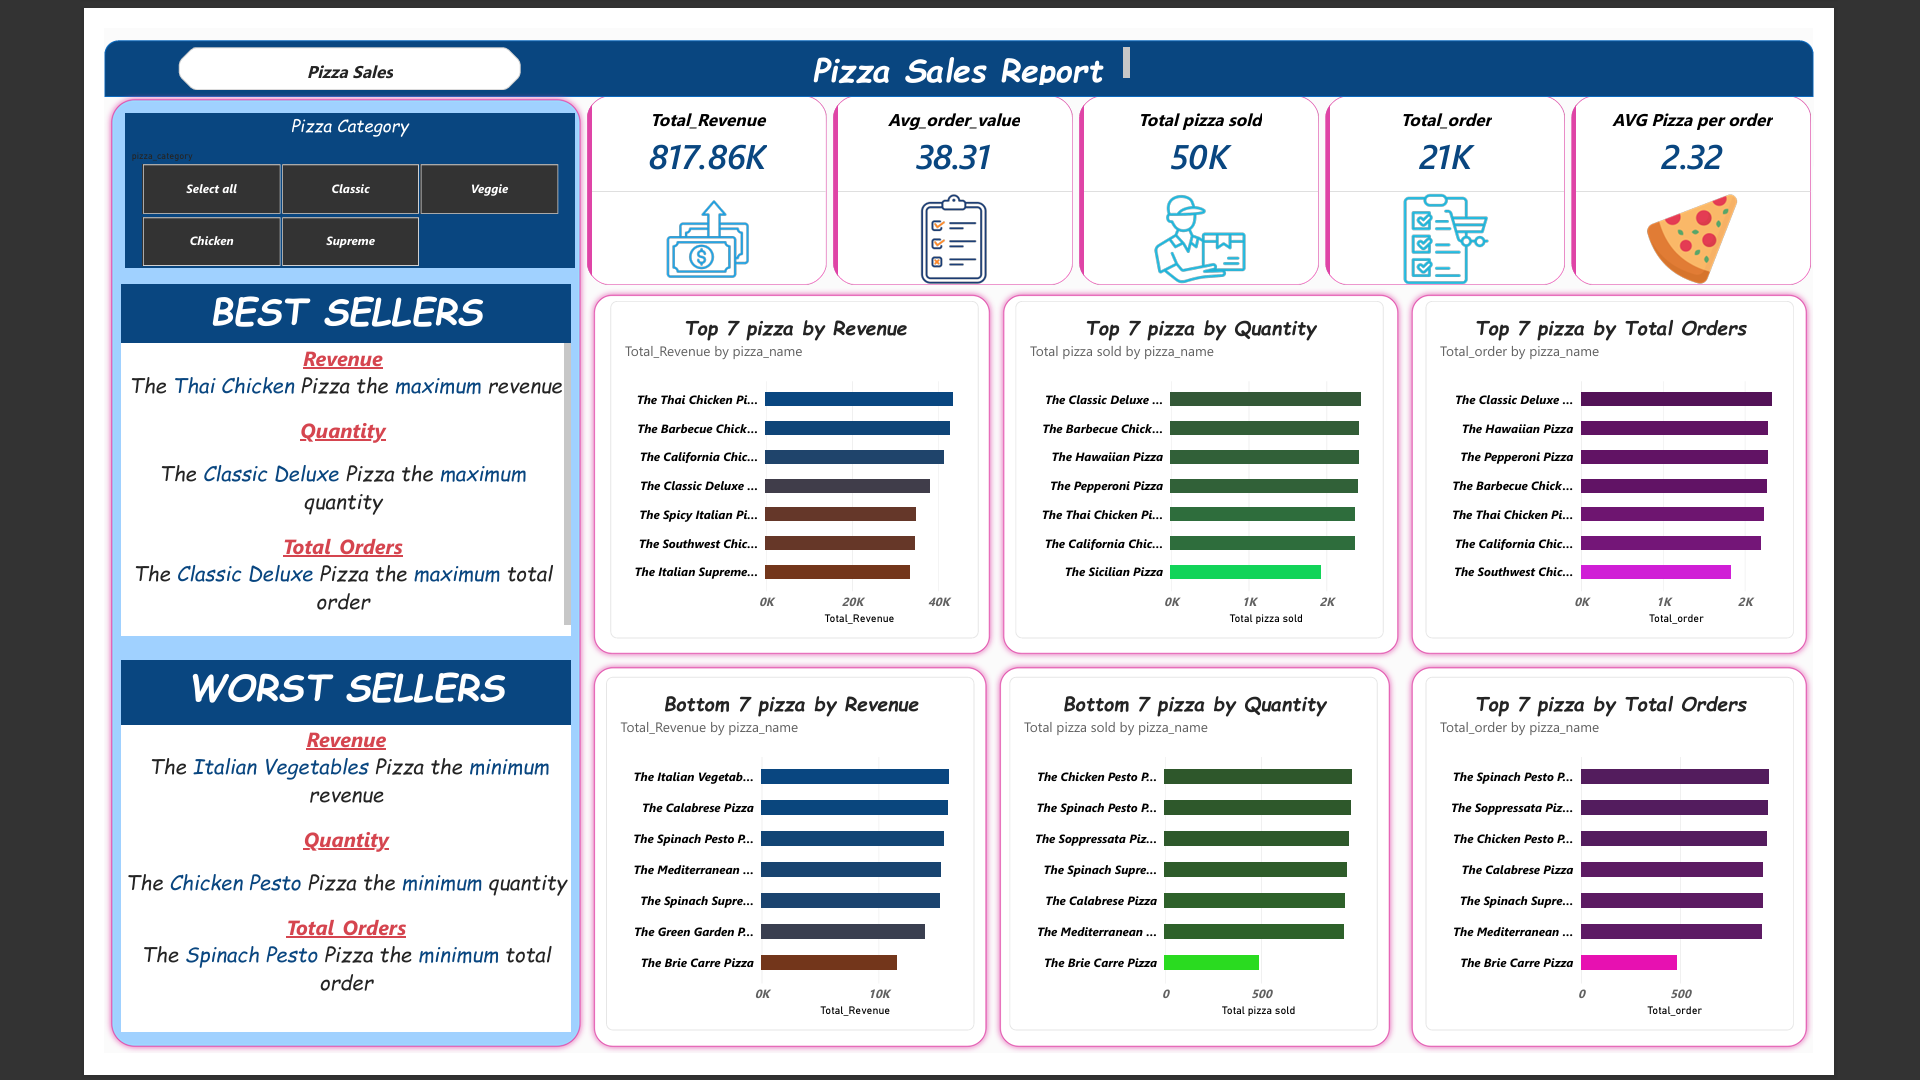 Pizza Sales
Pizza Sales Report
Pizza Category
pizza_category
Select all
Classic
Veggie
Chicken
Supreme
Total_Revenue
817.86K
Avg_order_value
38.31
Total pizza sold
50K
Total_order
21K
AVG Pizza per order
2.32
BEST SELLERS
Revenue
The Thai Chicken Pizza the maximum revenue
Quantity
The Classic Deluxe Pizza the maximum
quantity
Total Orders
The Classic Deluxe Pizza the maximum total
order
WORST SELLERS
Revenue
The Italian Vegetables Pizza the minimum
revenue
Quantity
The Chicken Pesto Pizza the minimum quantity
Total Orders
The Spinach Pesto Pizza the minimum total
order
Top 7 pizza by Revenue
Total_Revenue by pizza_name
The Thai Chicken Pi...
The Barbecue Chick...
The California Chic...
The Classic Deluxe ...
The Spicy Italian Pi...
The Southwest Chic...
The Italian Supreme...
0K 20K 40K
Total_Revenue
Top 7 pizza by Quantity
Total pizza sold by pizza_name
The Classic Deluxe ...
The Barbecue Chick...
The Hawaiian Pizza
The Pepperoni Pizza
The Thai Chicken Pi...
The California Chic...
The Sicilian Pizza
0K 1K 2K
Total pizza sold
Top 7 pizza by Total Orders
Total_order by pizza_name
The Classic Deluxe ...
The Hawaiian Pizza
The Pepperoni Pizza
The Barbecue Chick...
The Thai Chicken Pi...
The California Chic...
The Southwest Chic...
0K 1K 2K
Total_order
Bottom 7 pizza by Revenue
Total_Revenue by pizza_name
The Italian Vegetab...
The Calabrese Pizza
The Spinach Pesto P...
The Mediterranean ...
The Spinach Supre...
The Green Garden P...
The Brie Carre Pizza
0K 10K
Total_Revenue
Bottom 7 pizza by Quantity
Total pizza sold by pizza_name
The Chicken Pesto P...
The Spinach Pesto P...
The Soppressata Piz...
The Spinach Supre...
The Calabrese Pizza
The Mediterranean ...
The Brie Carre Pizza
0 500
Total pizza sold
Top 7 pizza by Total Orders
Total_order by pizza_name
The Spinach Pesto P...
The Soppressata Piz...
The Chicken Pesto P...
The Calabrese Pizza
The Spinach Supre...
The Mediterranean ...
The Brie Carre Pizza
0 500
Total_order